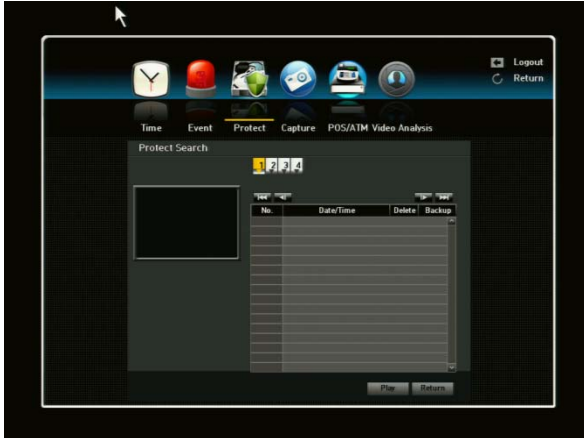 Logout
Return
Time Event Protect Capture POS/ATM Video Analysis
Protect Search
1 2 3 4
No. Date/Time Delete Backup
Play Return